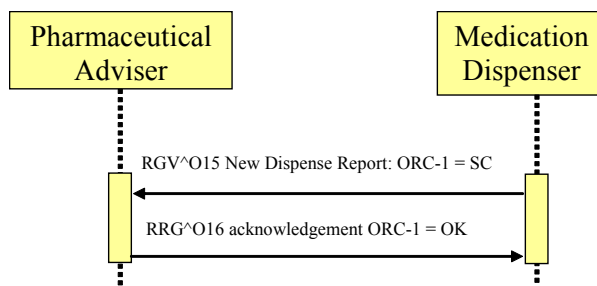 Pharmaceutical
Adviser
Medication
Dispenser
RGV^O15 New Dispense Report: ORC-1 = SC
RRG^O16 acknowledgement ORC-1 = OK